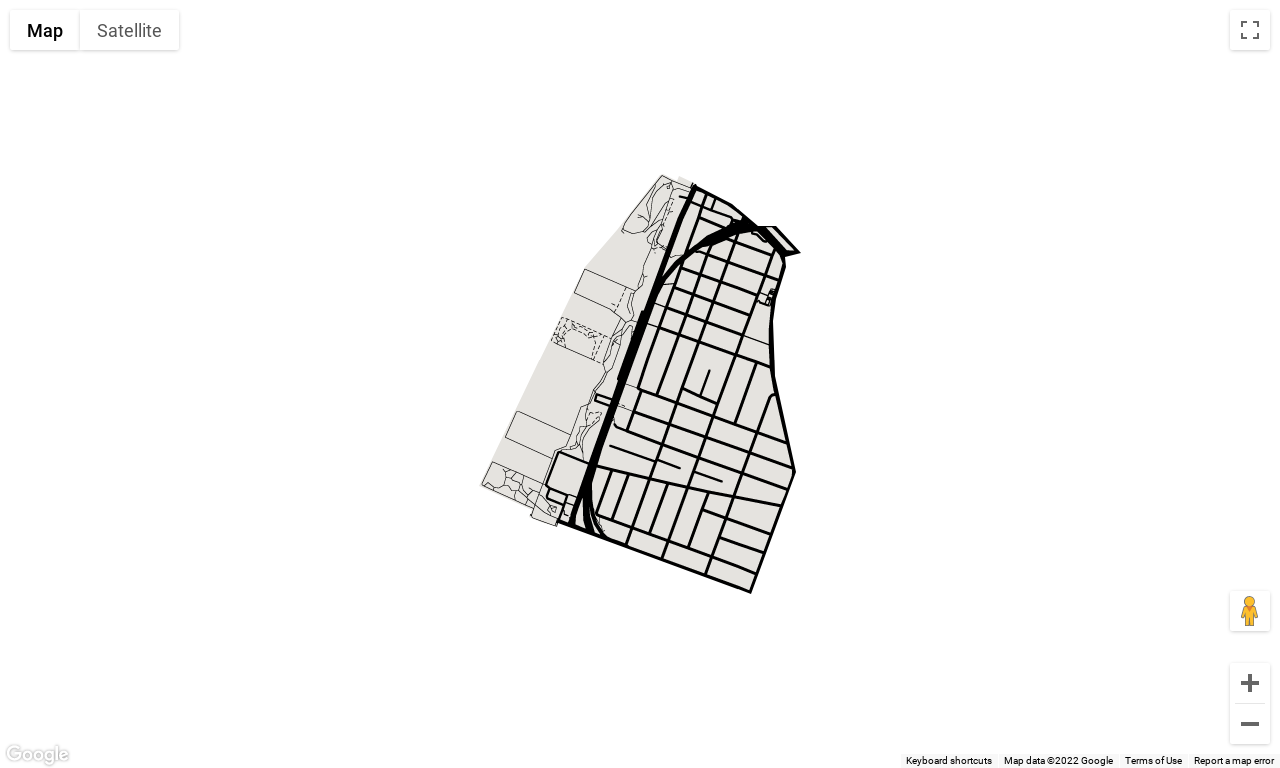 Map
Satellite
Google
Keyboard shortcuts
Map data ©2022 Google
Terms of Use
Report a map error